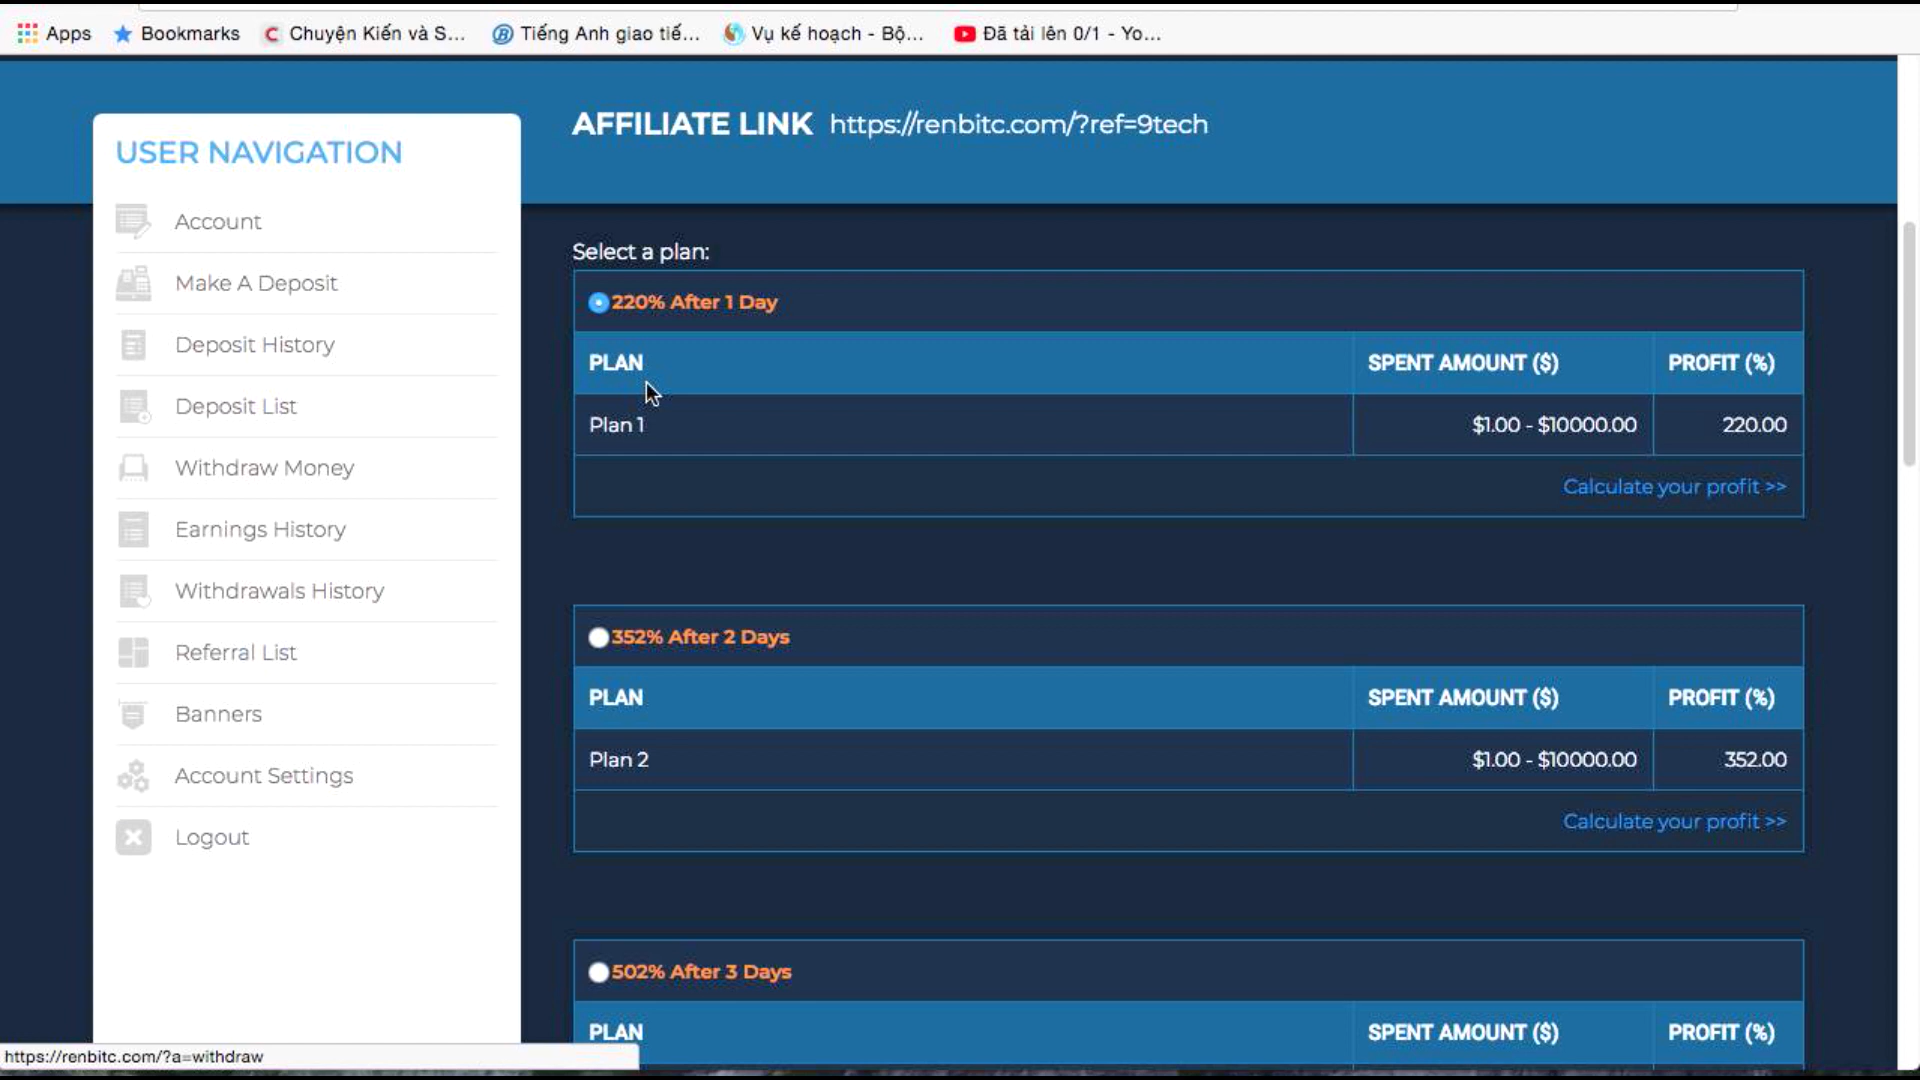 Apps Bookmarks Chuyện Kiến và S... Tiếng Anh giao tiế... Vụ kế hoạch - Bộ... Đã tải lên 0/1 - Yo...
AFFILIATE LINK https://renbitc.com/?ref=9tech
USER NAVIGATION
Account
Make A Deposit
Deposit History
Deposit List
Withdraw Money
Earnings History
Withdrawals History
Referral List
Banners
Account Settings
Logout
Select a plan:
220% After 1 Day
PLAN SPENT AMOUNT ($) PROFIT (%)
Plan 1 $1.00 - $10000.00 220.00
Calculate your profit >>
352% After 2 Days
PLAN SPENT AMOUNT ($) PROFIT (%)
Plan 2 $1.00 - $10000.00 352.00
Calculate your profit >>
502% After 3 Days
PLAN SPENT AMOUNT ($) PROFIT (%)
https://renbitc.com/?a=withdraw